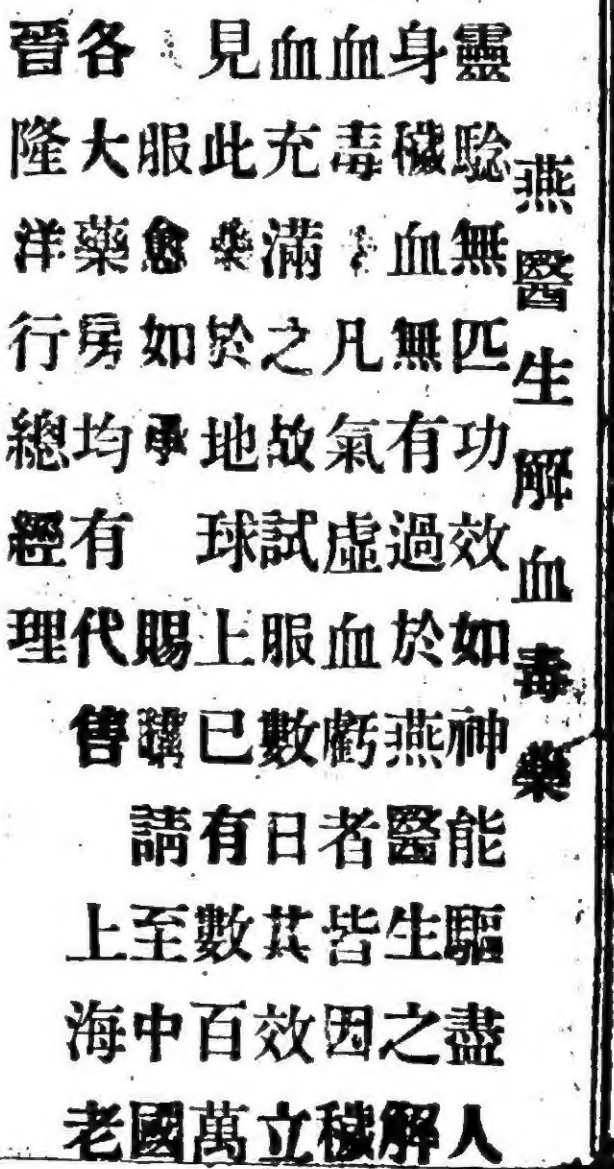 燕醫生解血毒藥
靈騐無匹功效如神能驅盡人
身穢血無有過於燕醫生之解
血毒凡氣虛血虧者皆因穢
血充滿之故試服數日其效立
見此藥於地球上已有數百萬
服愈如承 賜顧請至中國
各大藥房均有代售 上海老
晉隆洋行總經理